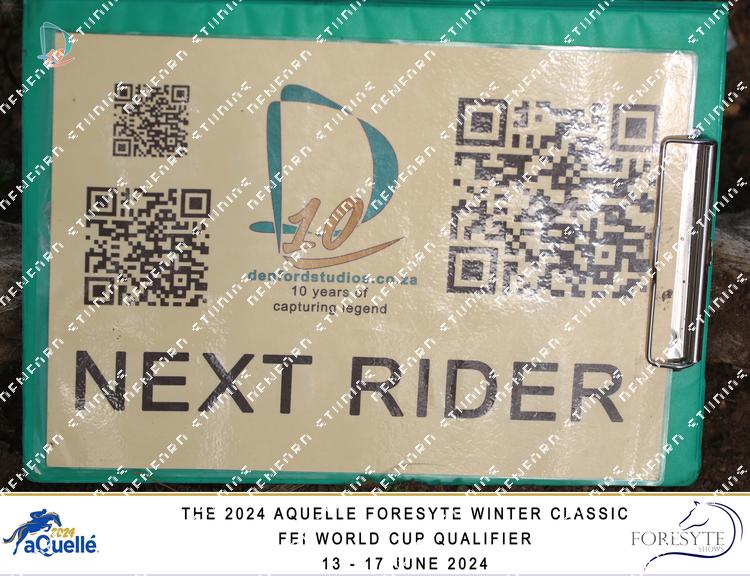 10
denfordstudios.co.za
10 years of
capturing legend
NEXT RIDER
THE 2024 AQUELLE FORESYTE WINTER CLASSIC
FEI WORLD CUP QUALIFIER
13 - 17 JUNE 2024
2024
aQuellé
FORESYTE
SHOWS